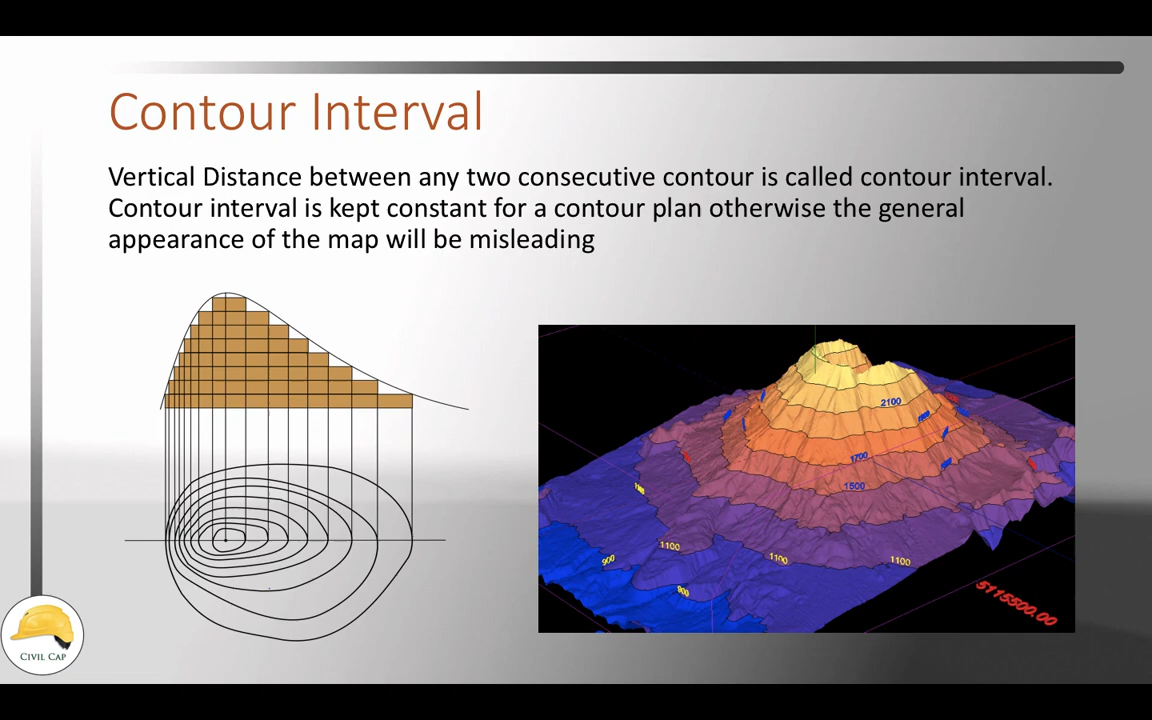 Contour Interval
Vertical Distance between any two consecutive contour is called contour interval.
Contour interval is kept constant for a contour plan otherwise the general
appearance of the map will be misleading
2100
1700
1500
1100
1100
1100
900
900
5115500.00
CIVIL CAP